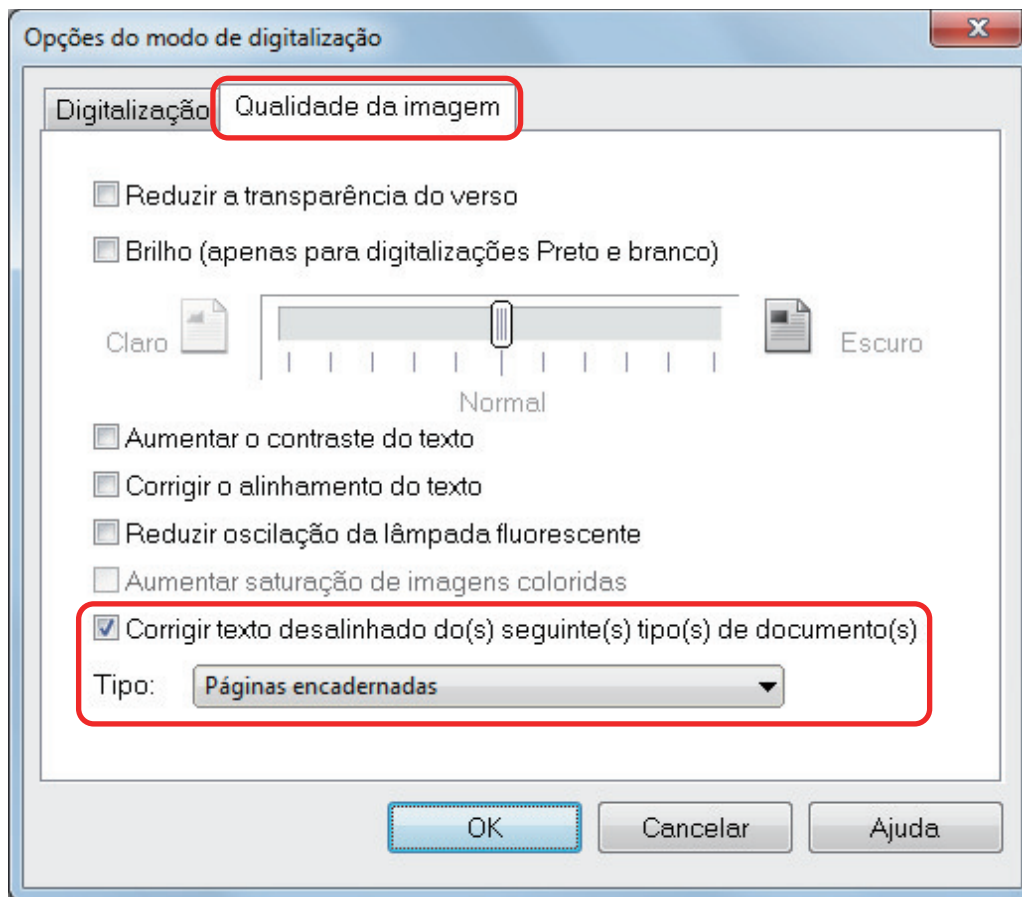 Opções do modo de digitalização
Digitalização Qualidade da imagem
Reduzir a transparência do verso
Brilho (apenas para digitalizações Preto e branco)
Claro Escuro
Normal
Aumentar o contraste do texto
Corrigir o alinhamento do texto
Reduzir oscilação da lâmpada fluorescente
Aumentar saturação de imagens coloridas
Corrigir texto desalinhado do(s) seguinte(s) tipo(s) de documento(s)
Tipo: Páginas encadernadas
OK Cancelar Ajuda